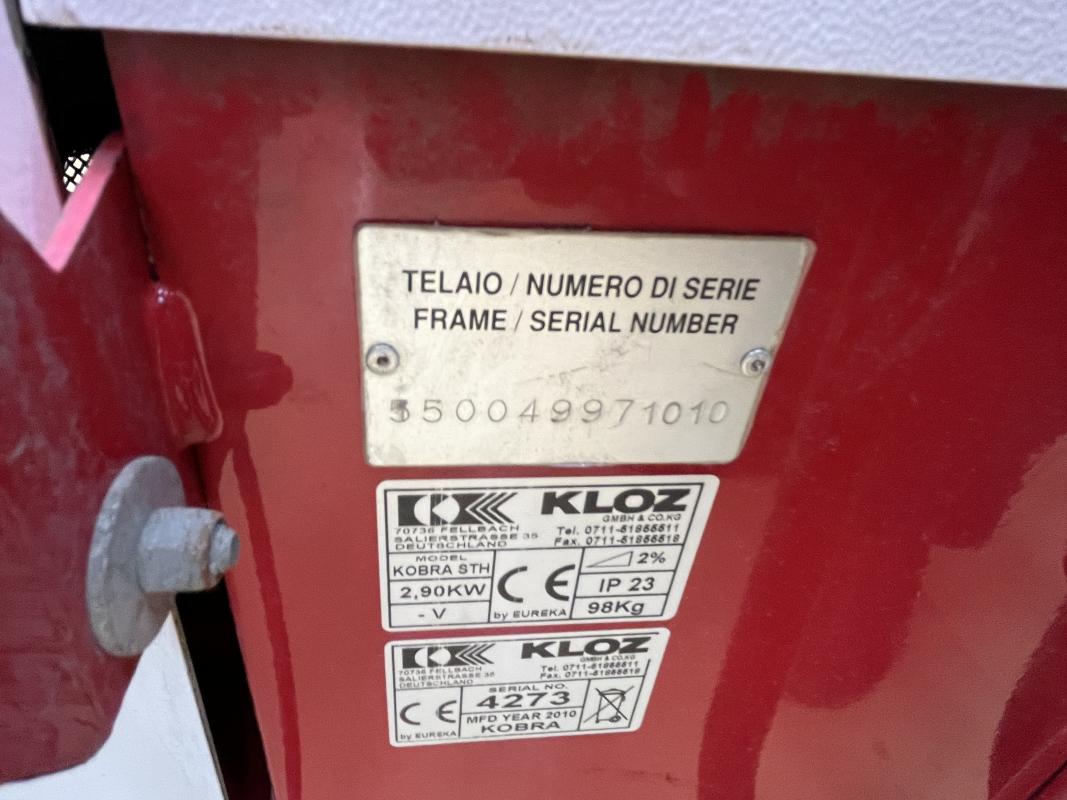 TELAIO / NUMERO DI SERIE
FRAME / SERIAL NUMBER
550049971010
KLOZ
GMBH & CO.KG
70736 FELLBACH
SALIERSTRASSE 35
DEUTSCHLAND
Tel. 0711-51855511
Fax. 0711-51855518
MODEL
KOBRA STH
2,90KW
- V
CE
by EUREKA
2%
IP 23
98Kg
KLOZ
GMBH & CO.KG
70736 FELLBACH
SALIERSTRASSE 35
DEUTSCHLAND
Tel. 0711-51855511
Fax. 0711-51855518
CE
by EUREKA
SERIAL NO.
4273
MFD YEAR 2010
KOBRA